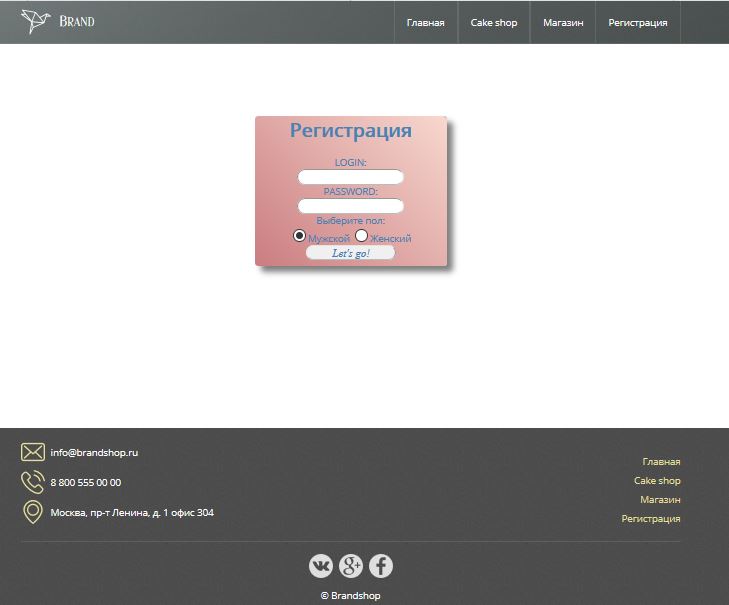 Brand
Главная
Cake shop
Магазин
Регистрация
Регистрация
LOGIN:
PASSWORD:
Выберите пол:
Мужской Женский
Let's go!
info@brandshop.ru
8 800 555 00 00
Москва, пр-т Ленина, д. 1 офис 304
Главная
Cake shop
Магазин
Регистрация
© Brandshop